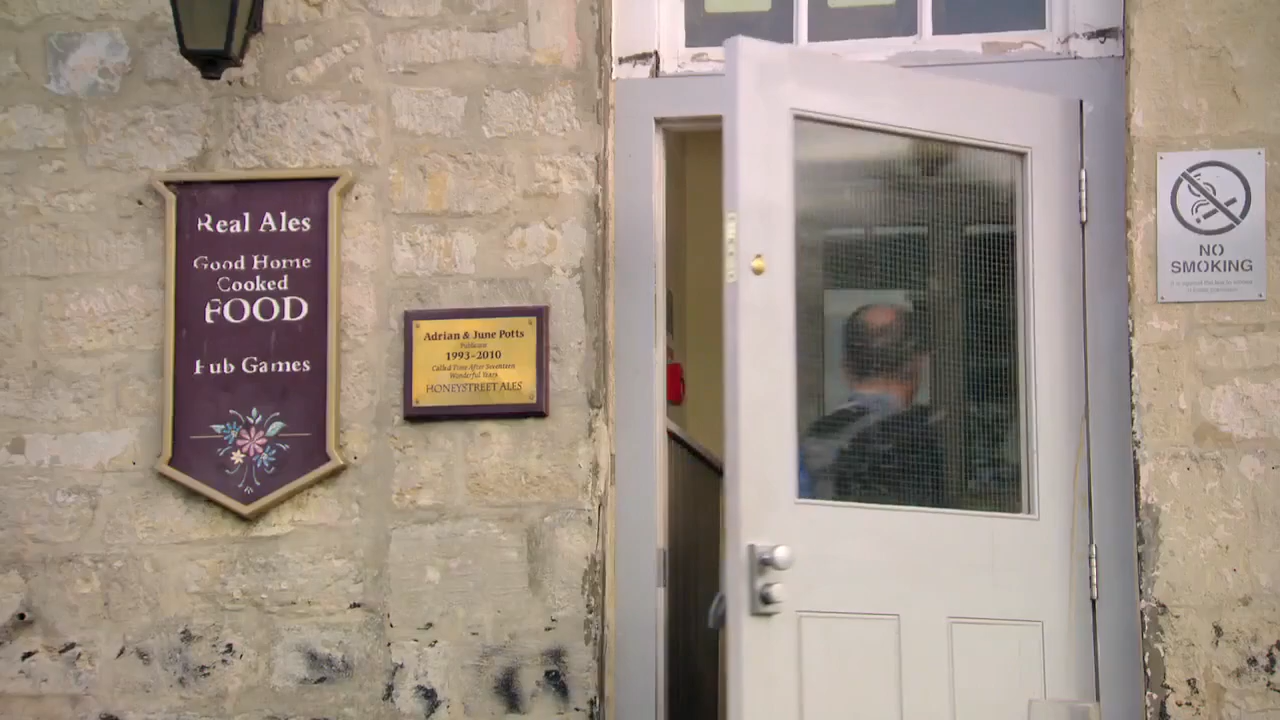 Real Ales
Good Home
Cooked
FOOD
Pub Games
Adrian & June Potts
Publicans
1993-2010
Called Time After Seventeen
Wonderful Years
HONEYSTREET ALES
NO
SMOKING